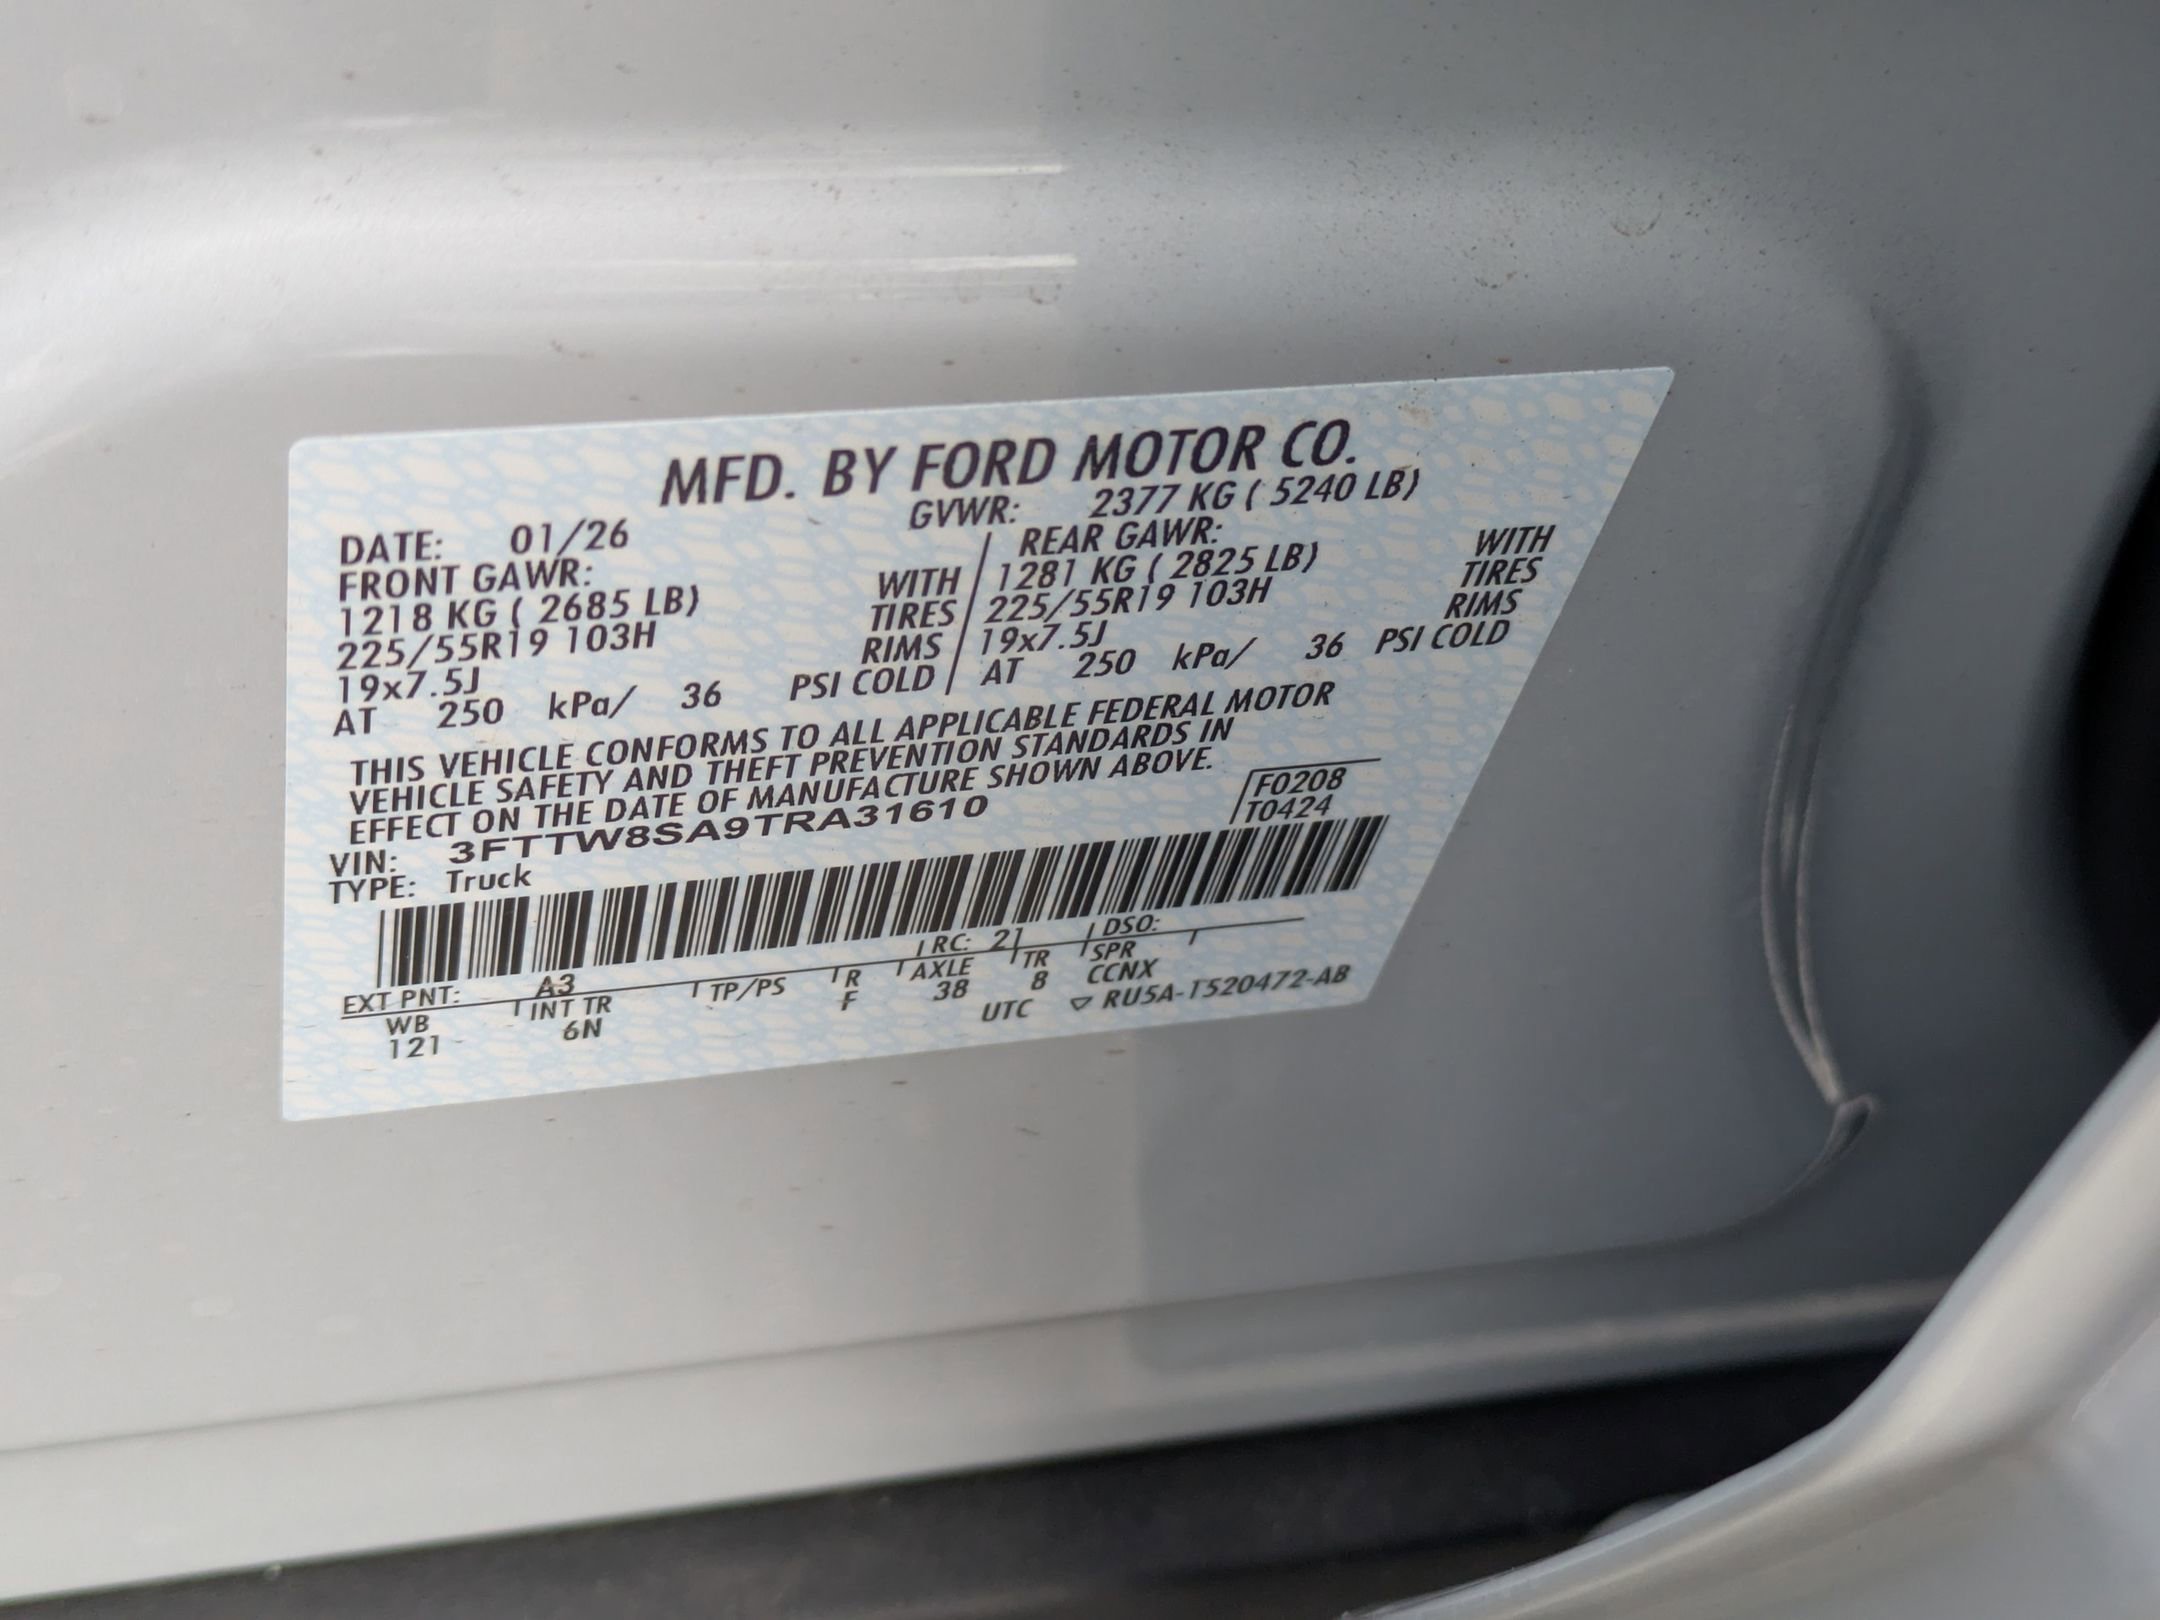 MFD. BY FORD MOTOR CO.
DATE: 01/26 GVWR: 2377 KG ( 5240 LB)
FRONT GAWR: REAR GAWR:
1218 KG ( 2685 LB) WITH 1281 KG ( 2825 LB) WITH
225/55R19 103H TIRES 225/55R19 103H TIRES
19x7.5J RIMS 19x7.5J RIMS
AT 250 kPa/ 36 PSI COLD AT 250 kPa/ 36 PSI COLD
THIS VEHICLE CONFORMS TO ALL APPLICABLE FEDERAL MOTOR
VEHICLE SAFETY AND THEFT PREVENTION STANDARDS IN
EFFECT ON THE DATE OF MANUFACTURE SHOWN ABOVE.
VIN: 3FTTW8SA9TRA31610 F0208
TYPE: Truck T0424
EXT PNT: A3 RC: 21 DSO:
WB INT TR TP/PS R AXLE TR SPR
121 6N F 38 8 CCNX
UTC ▽ RU5A-1520472-AB